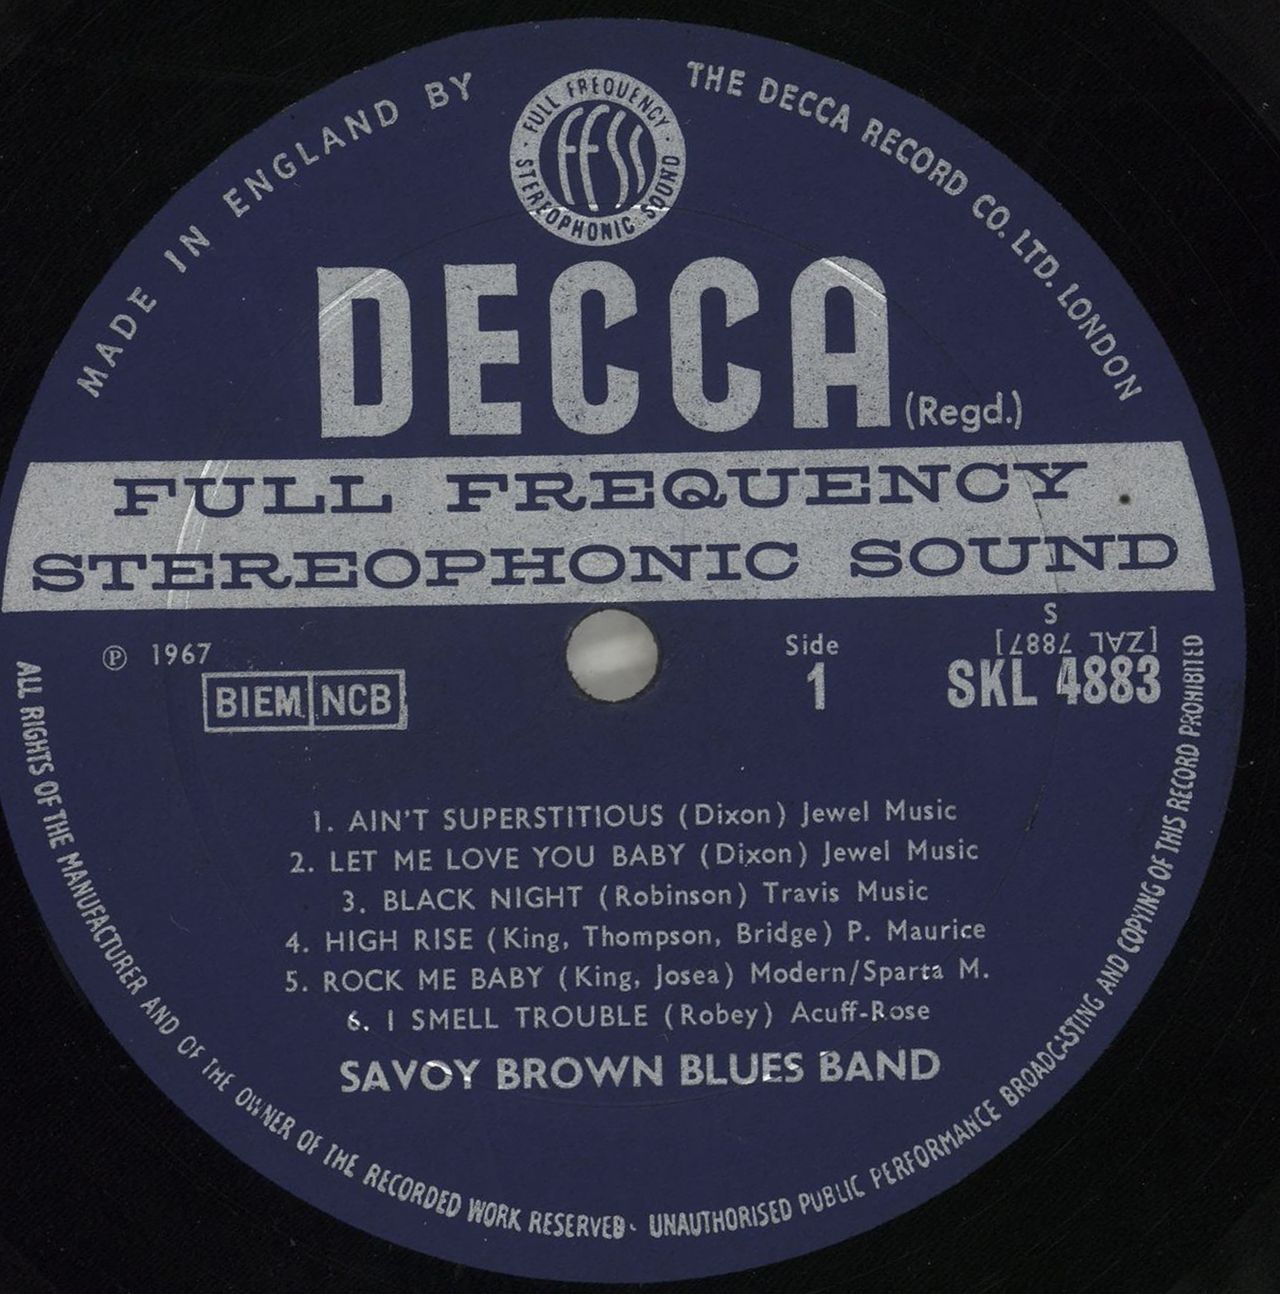 MADE IN ENGLAND BY
THE DECCA RECORD CO. LTD. LONDON
FULL FREQUENCY
ffss
STEREOPHONIC SOUND
DECCA (Regd.)
FULL FREQUENCY
STEREOPHONIC SOUND
Ⓟ 1967
BIEM NCB
Side
1
S
[ZAL 7887]
SKL 4883
1. AIN'T SUPERSTITIOUS (Dixon) Jewel Music
2. LET ME LOVE YOU BABY (Dixon) Jewel Music
3. BLACK NIGHT (Robinson) Travis Music
4. HIGH RISE (King, Thompson, Bridge) P. Maurice
5. ROCK ME BABY (King, Josea) Modern/Sparta M.
6. I SMELL TROUBLE (Robey) Acuff-Rose
SAVOY BROWN BLUES BAND
ALL RIGHTS OF THE MANUFACTURER AND OF THE OWNER OF THE RECORDED WORK RESERVED · UNAUTHORISED PUBLIC PERFORMANCE BROADCASTING AND COPYING OF THIS RECORD PROHIBITED